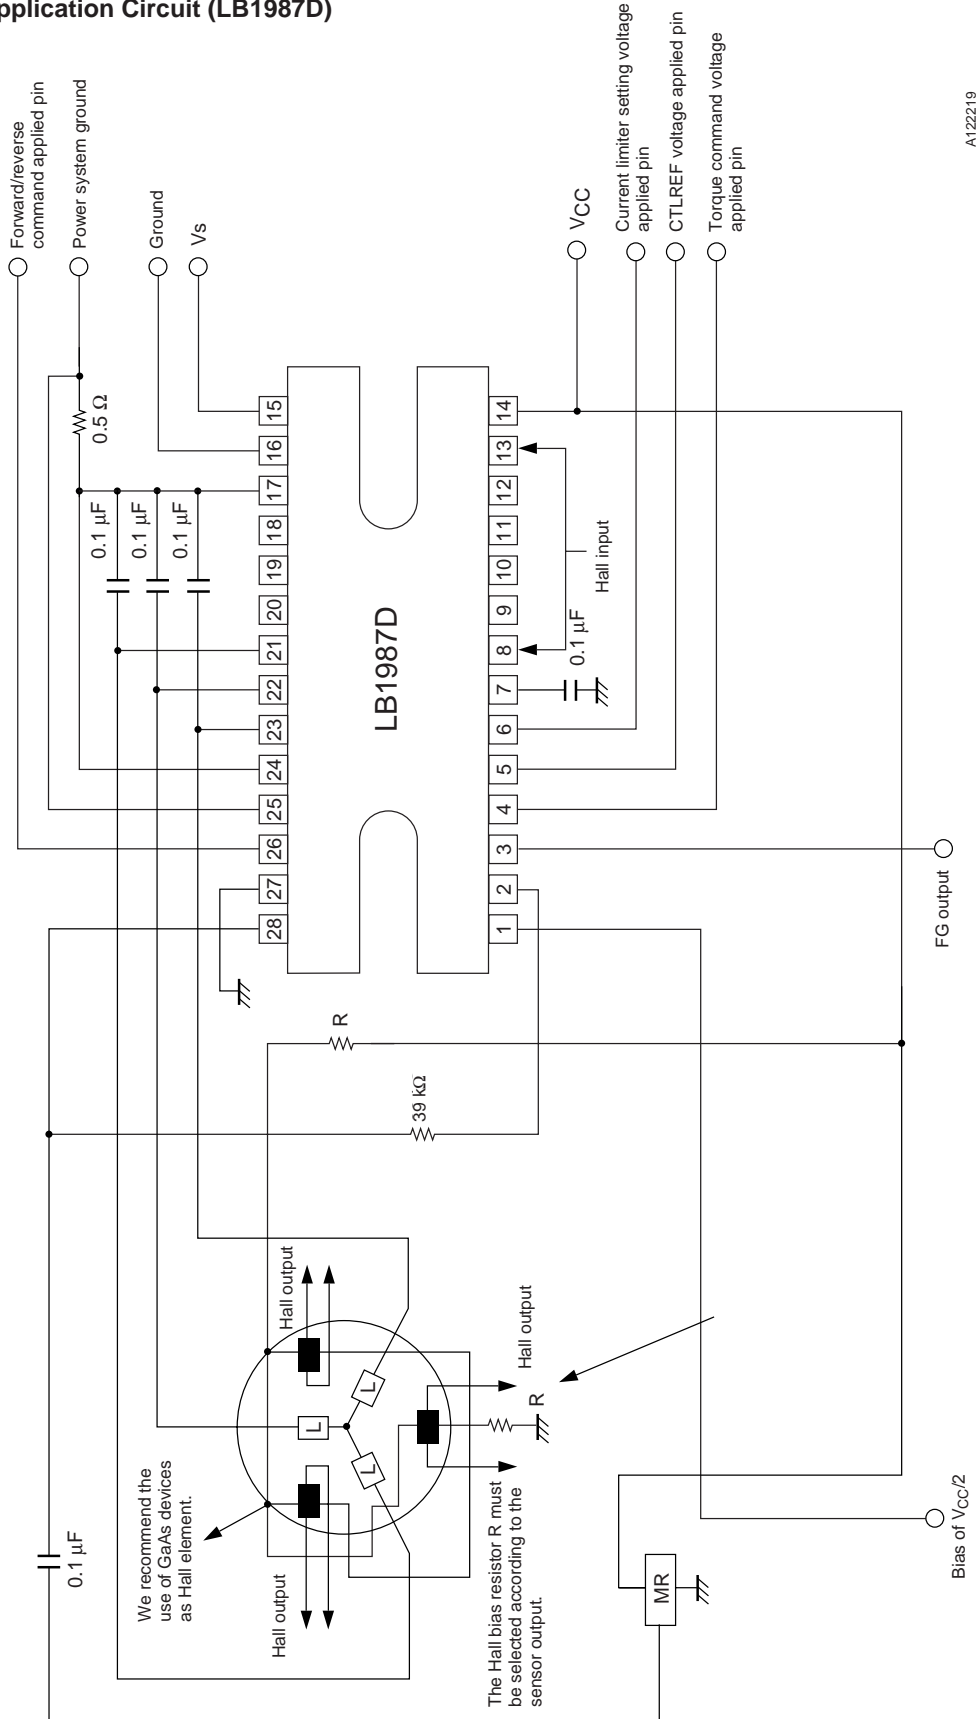 pplication Circuit (LB1987D)
Forward/reverse
command applied pin
Power system ground
Ground
Vs
0.5 Ω
0.1 µF
0.1 µF
0.1 µF
28
27
26
25
24
23
22
21
20
19
18
17
16
15
LB1987D
1
2
3
4
5
6
7
8
9
10
11
12
13
14
0.1 µF
Hall input
VCC
Current limiter setting voltage
applied pin
CTLREF voltage applied pin
Torque command voltage
applied pin
FG output
R
39 kΩ
0.1 µF
We recommend the
use of GaAs devices
as Hall element.
Hall output
Hall output
L
L
L
Hall output
R
The Hall bias resistor R must
be selected according to the
sensor output.
MR
Bias of VCC/2
A122219